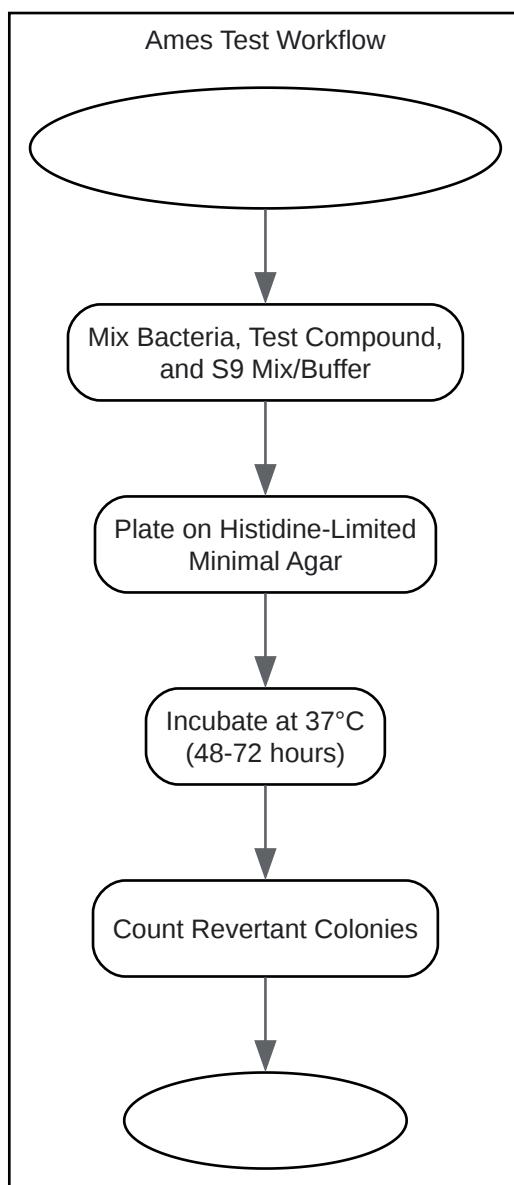 Ames Test Workflow
Mix Bacteria, Test Compound,
and S9 Mix/Buffer
Plate on Histidine-Limited
Minimal Agar
Incubate at 37°C
(48-72 hours)
Count Revertant Colonies